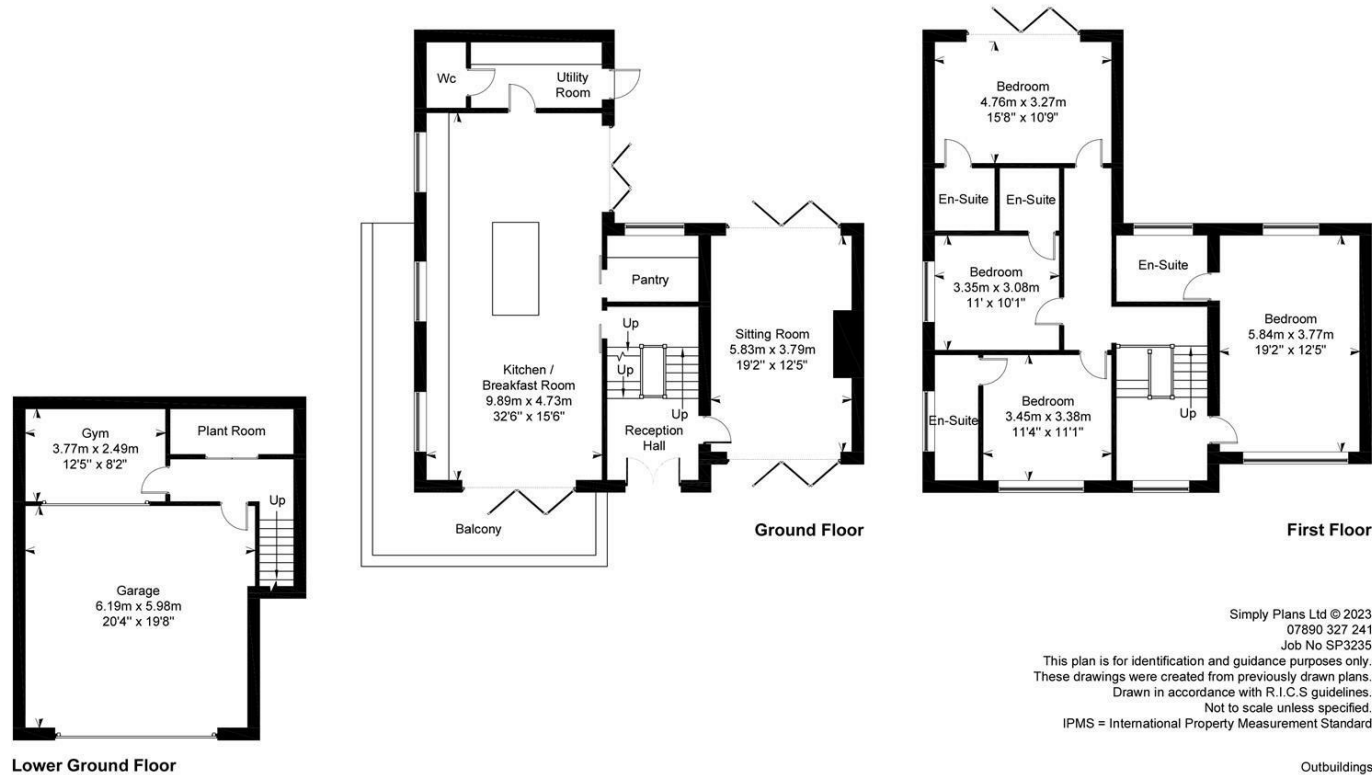 Wc
Utility
Room
Pantry
Up
Up
Up
Kitchen /
Breakfast Room
9.89m x 4.73m
32'6" x 15'6"
Sitting Room
5.83m x 3.79m
19'2" x 12'5"
Reception
Hall
Balcony
Ground Floor
Bedroom
4.76m x 3.27m
15'8" x 10'9"
En-Suite
En-Suite
Bedroom
3.35m x 3.08m
11' x 10'1"
En-Suite
Bedroom
5.84m x 3.77m
19'2" x 12'5"
En-Suite
Bedroom
3.45m x 3.38m
11'4" x 11'1"
Up
First Floor
Gym
3.77m x 2.49m
12'5" x 8'2"
Plant Room
Up
Garage
6.19m x 5.98m
20'4" x 19'8"
Lower Ground Floor
Simply Plans Ltd © 2023
07890 327 241
Job No SP3235
This plan is for identification and guidance purposes only.
These drawings were created from previously drawn plans.
Drawn in accordance with R.I.C.S guidelines.
Not to scale unless specified.
IPMS = International Property Measurement Standard
Outbuildings